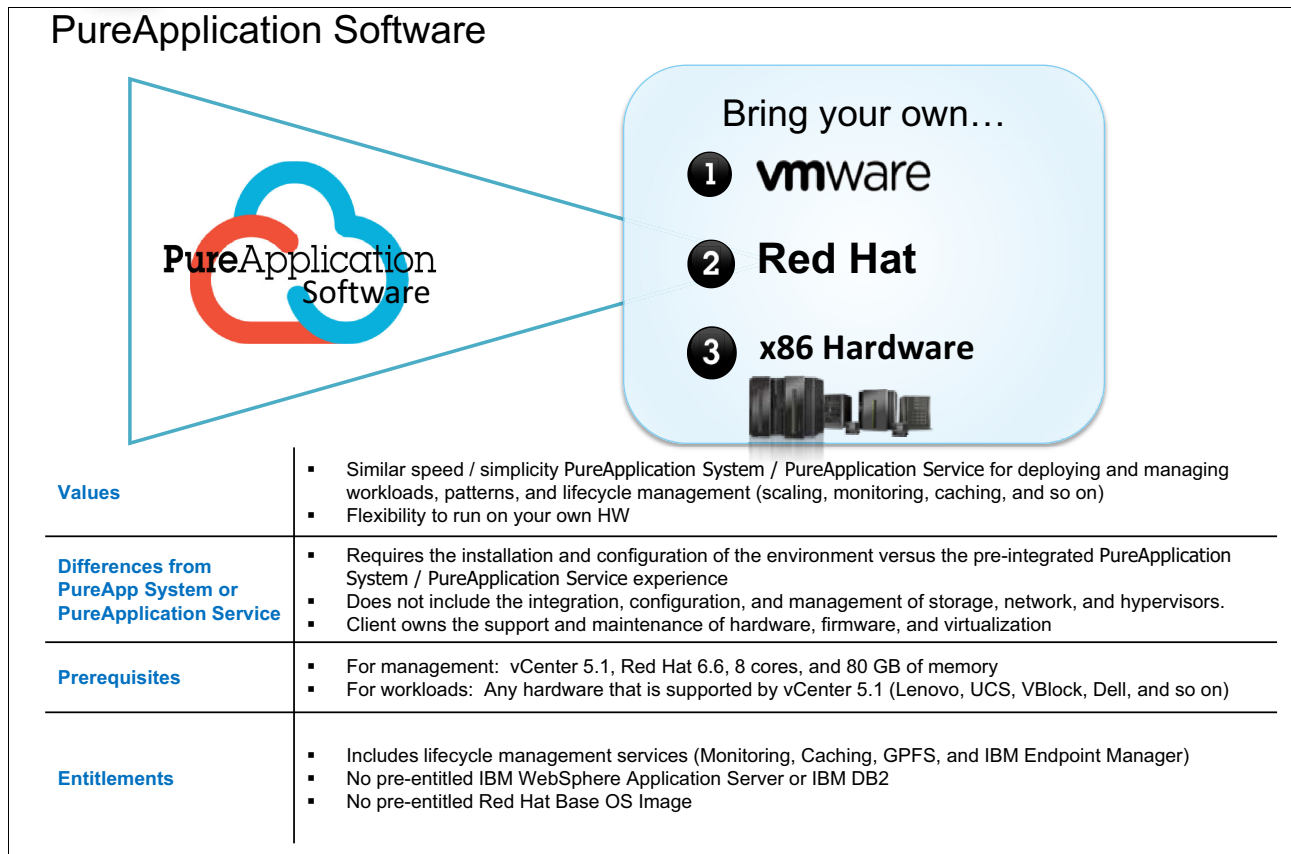 PureApplication Software
PureApplication
Software
Bring your own…
1 vmware
2 Red Hat
3 x86 Hardware
Values
▪ Similar speed / simplicity PureApplication System / PureApplication Service for deploying and managing
workloads, patterns, and lifecycle management (scaling, monitoring, caching, and so on)
▪ Flexibility to run on your own HW
Differences from
PureApp System or
PureApplication Service
▪ Requires the installation and configuration of the environment versus the pre-integrated PureApplication
System / PureApplication Service experience
▪ Does not include the integration, configuration, and management of storage, network, and hypervisors.
▪ Client owns the support and maintenance of hardware, firmware, and virtualization
Prerequisites
▪ For management: vCenter 5.1, Red Hat 6.6, 8 cores, and 80 GB of memory
▪ For workloads: Any hardware that is supported by vCenter 5.1 (Lenovo, UCS, VBlock, Dell, and so on)
Entitlements
▪ Includes lifecycle management services (Monitoring, Caching, GPFS, and IBM Endpoint Manager)
▪ No pre-entitled IBM WebSphere Application Server or IBM DB2
▪ No pre-entitled Red Hat Base OS Image